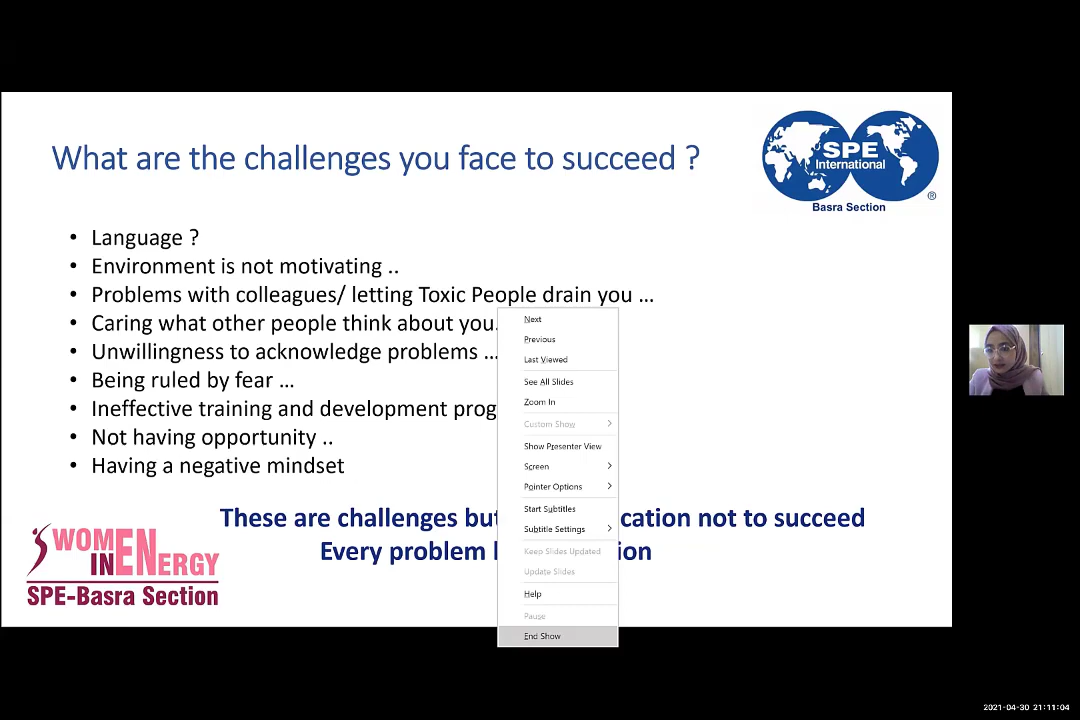 What are the challenges you face to succeed ?
SPE
International
®
Basra Section
• Language ?
• Environment is not motivating ..
• Problems with colleagues/ letting Toxic People drain you ...
• Caring what other people think about you.
• Unwillingness to acknowledge problems ...
• Being ruled by fear ...
• Ineffective training and development prog
• Not having opportunity ..
• Having a negative mindset
Next
Previous
Last Viewed
See All Slides
Zoom In
Custom Show
Show Presenter View
Screen
Pointer Options
Start Subtitles
Subtitle Settings
Keep Slides Updated
Update Slides
Help
Pause
End Show
These are challenges but cation not to succeed
Every problem ion
WOMEN
IN ENERGY
SPE-Basra Section
2021-04-30 21:11:04